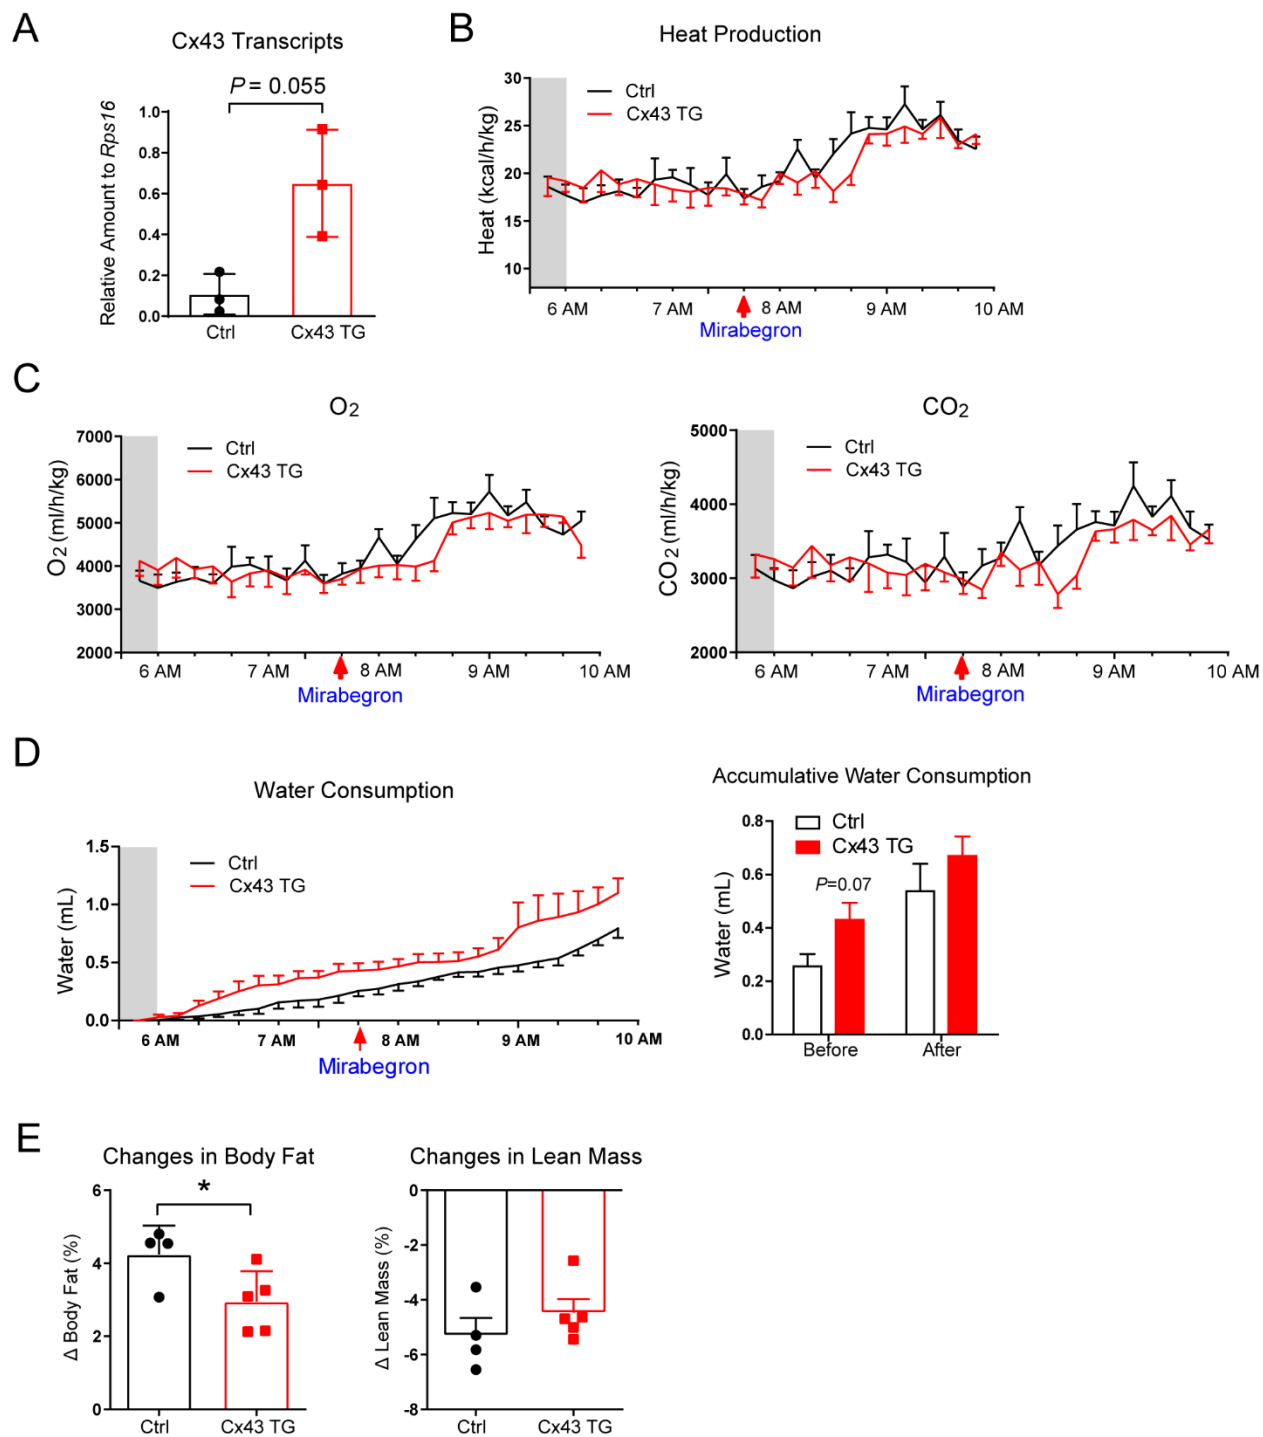 A
Cx43 Transcripts
P = 0.055
Relative Amount to Rps16
1.0
0.8
0.6
0.4
0.2
0.0
Ctrl
Cx43 TG
B
Heat Production
Ctrl
Cx43 TG
Heat (kcal/h/kg)
30
25
20
15
10
6 AM
7 AM
8 AM
9 AM
10 AM
Mirabegron
C
O2
Ctrl
Cx43 TG
O2 (ml/h/kg)
7000
6000
5000
4000
3000
2000
6 AM
7 AM
8 AM
9 AM
10 AM
Mirabegron
CO2
Ctrl
Cx43 TG
CO2 (ml/h/kg)
5000
4000
3000
2000
6 AM
7 AM
8 AM
9 AM
10 AM
Mirabegron
D
Water Consumption
Ctrl
Cx43 TG
Water (mL)
1.5
1.0
0.5
0.0
6 AM
7 AM
8 AM
9 AM
10 AM
Mirabegron
Accumulative Water Consumption
Ctrl
Cx43 TG
P=0.07
Water (mL)
0.8
0.6
0.4
0.2
0.0
Before
After
E
Changes in Body Fat
*
Δ Body Fat (%)
6
4
2
0
Ctrl
Cx43 TG
Changes in Lean Mass
Δ Lean Mass (%)
0
-2
-4
-6
-8
Ctrl
Cx43 TG